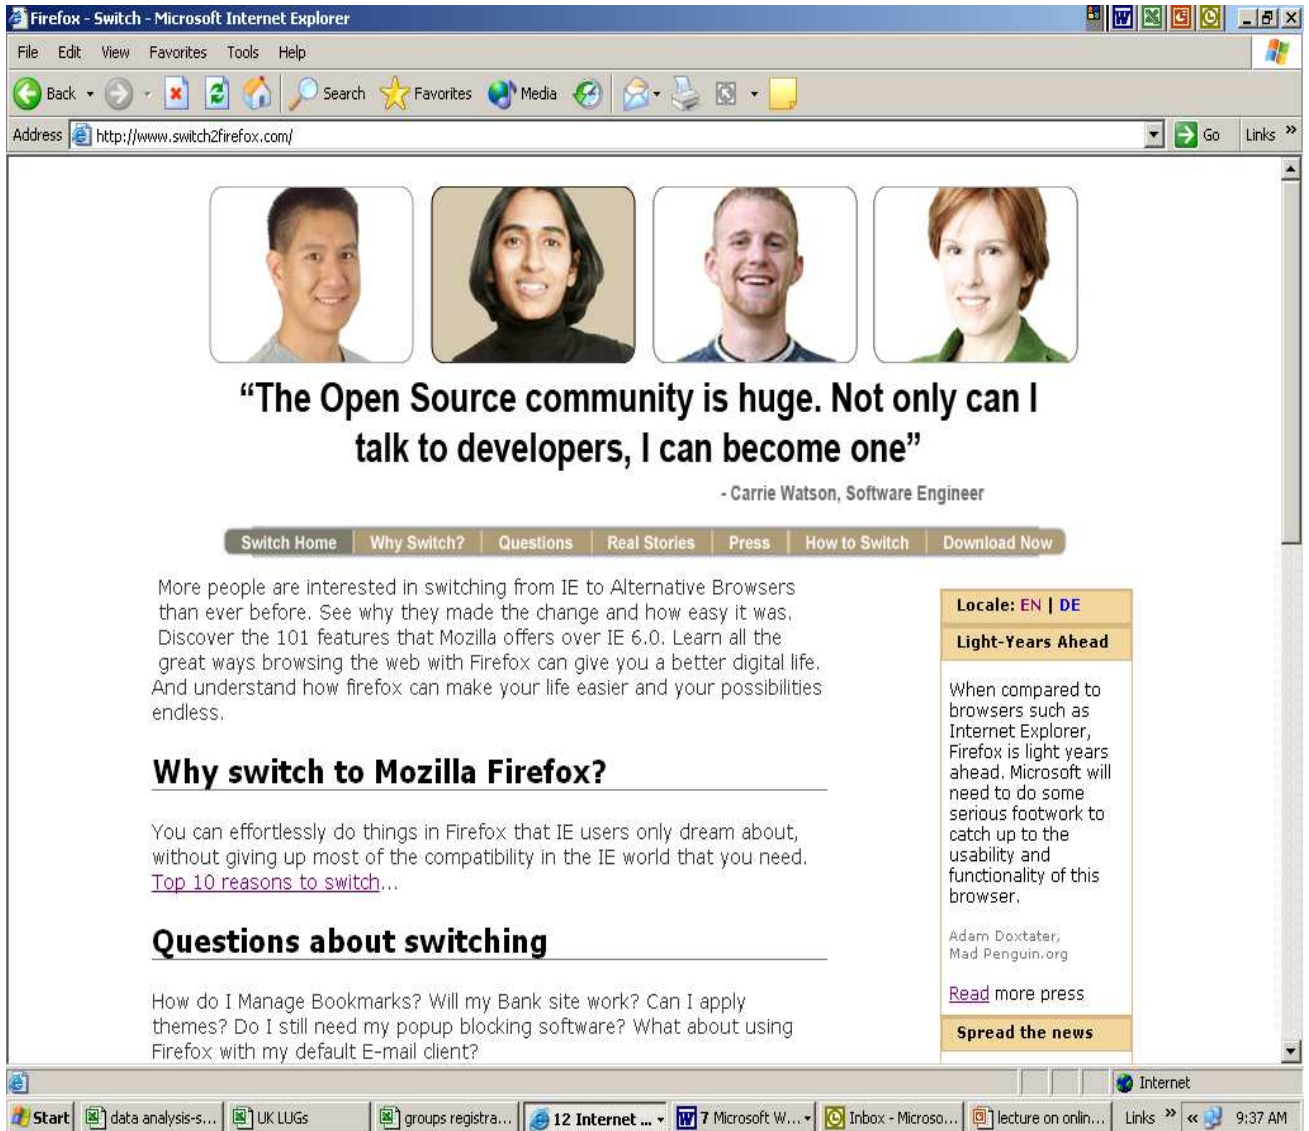 Firefox - Switch - Microsoft Internet Explorer
File Edit View Favorites Tools Help
Back Search Favorites Media
Address http://www.switch2firefox.com/ Go Links »
“The Open Source community is huge. Not only can I
talk to developers, I can become one”
- Carrie Watson, Software Engineer
Switch Home Why Switch? Questions Real Stories Press How to Switch Download Now
More people are interested in switching from IE to Alternative Browsers
than ever before. See why they made the change and how easy it was.
Discover the 101 features that Mozilla offers over IE 6.0. Learn all the
great ways browsing the web with Firefox can give you a better digital life.
And understand how firefox can make your life easier and your possibilities
endless.
Why switch to Mozilla Firefox?
You can effortlessly do things in Firefox that IE users only dream about,
without giving up most of the compatibility in the IE world that you need.
Top 10 reasons to switch...
Questions about switching
How do I Manage Bookmarks? Will my Bank site work? Can I apply
themes? Do I still need my popup blocking software? What about using
Firefox with my default E-mail client?
Locale: EN | DE
Light-Years Ahead
When compared to
browsers such as
Internet Explorer,
Firefox is light years
ahead. Microsoft will
need to do some
serious footwork to
catch up to the
usability and
functionality of this
browser.
Adam Doxtater,
Mad Penguin.org
Read more press
Spread the news
Internet
Start data analysis-s... UK LUGs groups registra... 12 Internet ... 7 Microsoft W... Inbox - Microso... lecture on onlin... Links » « 9:37 AM